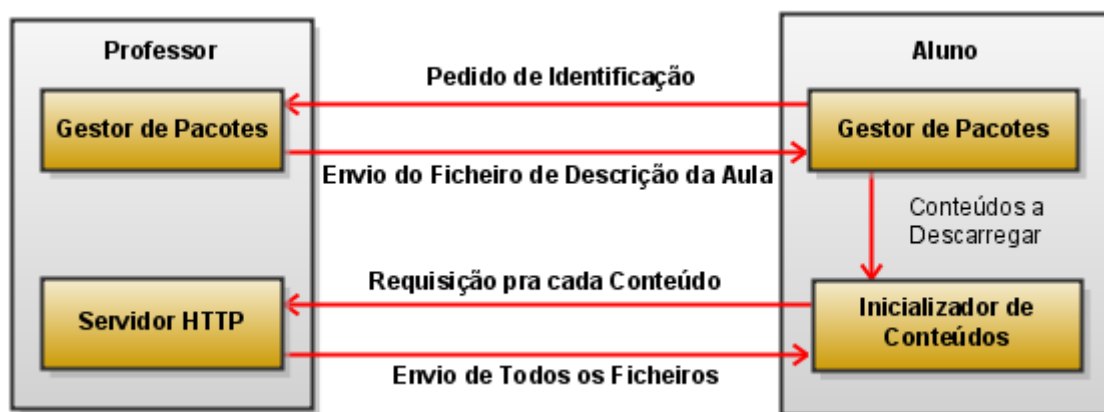 Professor
Aluno
Pedido de Identificação
Gestor de Pacotes
Gestor de Pacotes
Envio do Ficheiro de Descrição da Aula
Conteúdos a
Descarregar
Requisição pra cada Conteúdo
Servidor HTTP
Inicializador de
Conteúdos
Envio de Todos os Ficheiros